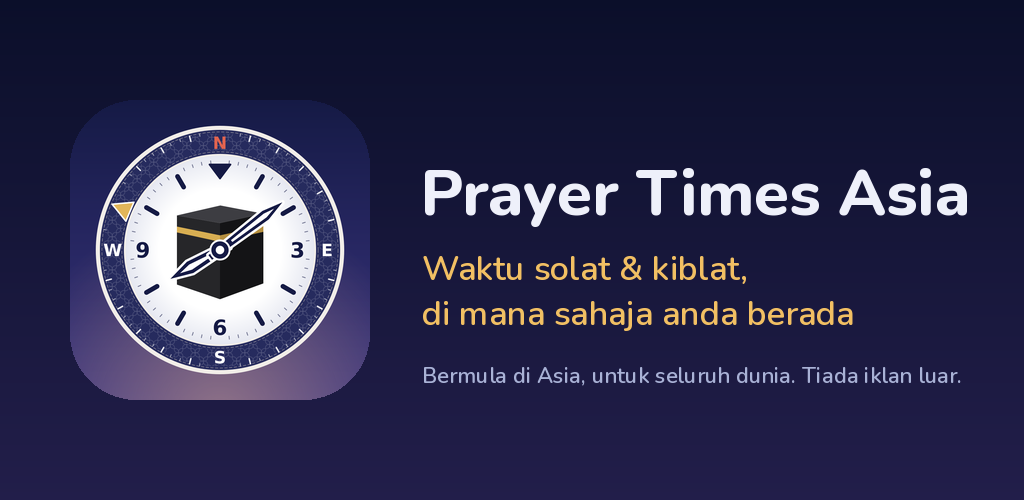 N
W 9 3 E
6
S
Prayer Times Asia
Waktu solat & kiblat,
di mana sahaja anda berada
Bermula di Asia, untuk seluruh dunia. Tiada iklan luar.